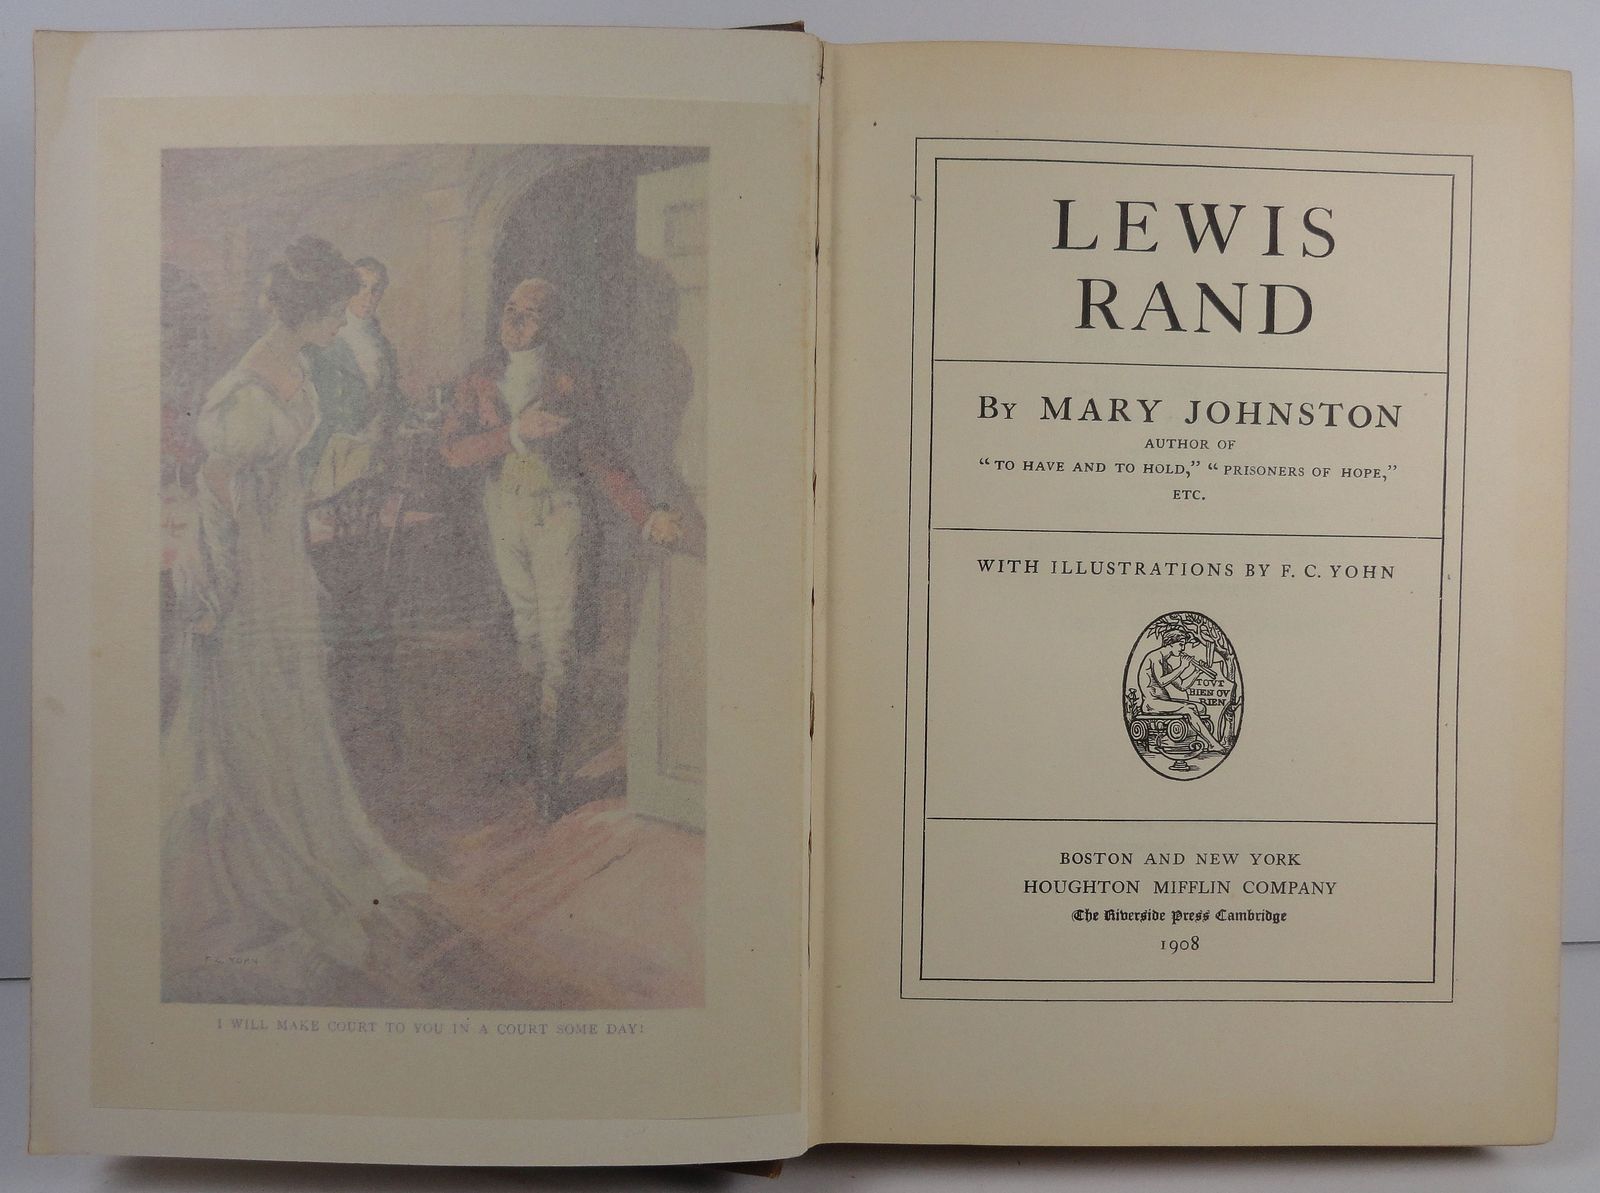 F. C. YOHN
I WILL MAKE COURT TO YOU IN A COURT SOME DAY!
LEWIS
RAND
BY MARY JOHNSTON
AUTHOR OF
“TO HAVE AND TO HOLD,” “PRISONERS OF HOPE,”
ETC.
WITH ILLUSTRATIONS BY F. C. YOHN
TOVT
BIEN OV
RIEN
BOSTON AND NEW YORK
HOUGHTON MIFFLIN COMPANY
The Riverside Press Cambridge
1908